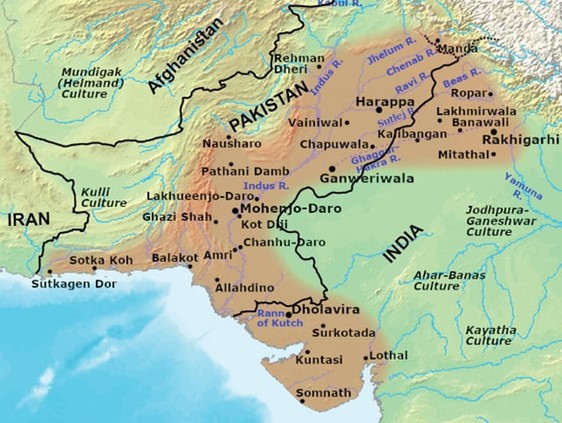 Kabul R.
Afghanistan
Rehman
Dheri
Indus R.
Jhelum R.
Manda
Chenab R.
Mundigak
(Helmand)
Culture
PAKISTAN
Ravi R.
Beas R.
Ropar
Harappa
Sutlej R.
Lakhmirwala
Vainiwal
Banawali
Kalibangan
Rakhigarhi
Nausharo
Chapuwala
Mitathal
Ghaggar-
Hakra R.
Pathani Damb
Ganweriwala
Yamuna
R.
Indus R.
Kulli
Culture
Lakhueenjo-Daro
Mohenjo-Daro
IRAN
Ghazi Shah
Kot Diji
Jodhpura-
Ganeshwar
Culture
INDIA
Chanhu-Daro
Amri
Sotka Koh
Balakot
Sutkagen Dor
Allahdino
Ahar-Banas
Culture
Rann
of Kutch
Dholavira
Surkotada
Kayatha
Culture
Kuntasi
Lothal
Somnath